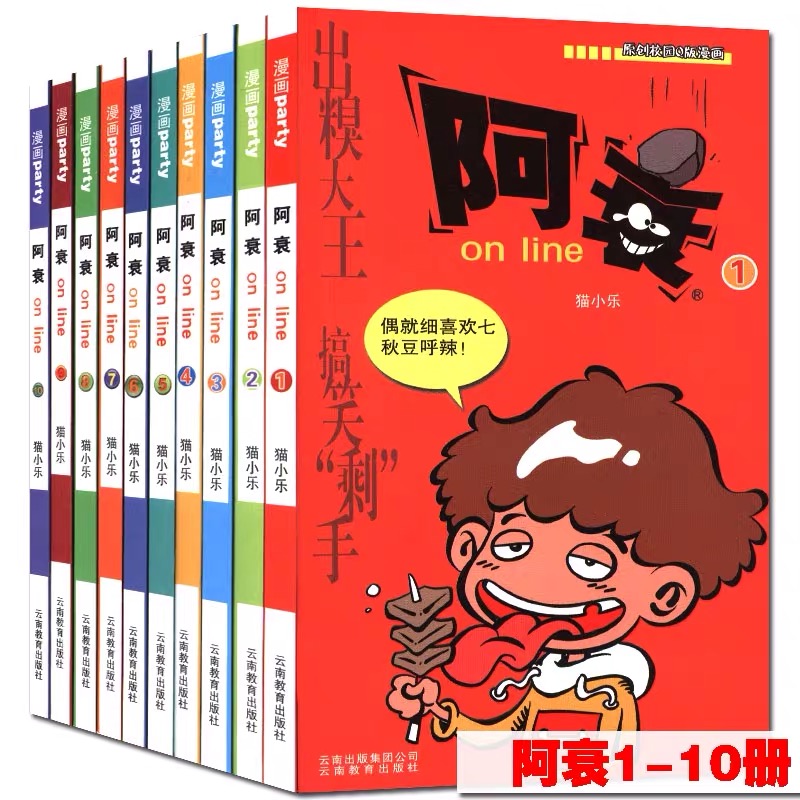 漫画party 阿衰 on line 10 猫小乐 云南教育出版社
漫画party 阿衰 on line 9 猫小乐 云南教育出版社
漫画party 阿衰 on line 8 猫小乐 云南教育出版社
漫画party 阿衰 on line 7 猫小乐 云南教育出版社
漫画party 阿衰 on line 6 猫小乐 云南教育出版社
漫画party 阿衰 on line 5 猫小乐 云南教育出版社
漫画party 阿衰 on line 4 猫小乐 云南教育出版社
漫画party 阿衰 on line 3 猫小乐 云南教育出版社
漫画party 阿衰 on line 2 猫小乐 云南教育出版社
漫画party 阿衰 on line 1 猫小乐 云南教育出版社
原创校园Q版漫画
出糗大王 搞笑“剩”手
阿衰®
on line
1
猫小乐
偶就细喜欢七
秋豆呼辣!
云南出版集团公司
云南教育出版社
阿衰1-10册